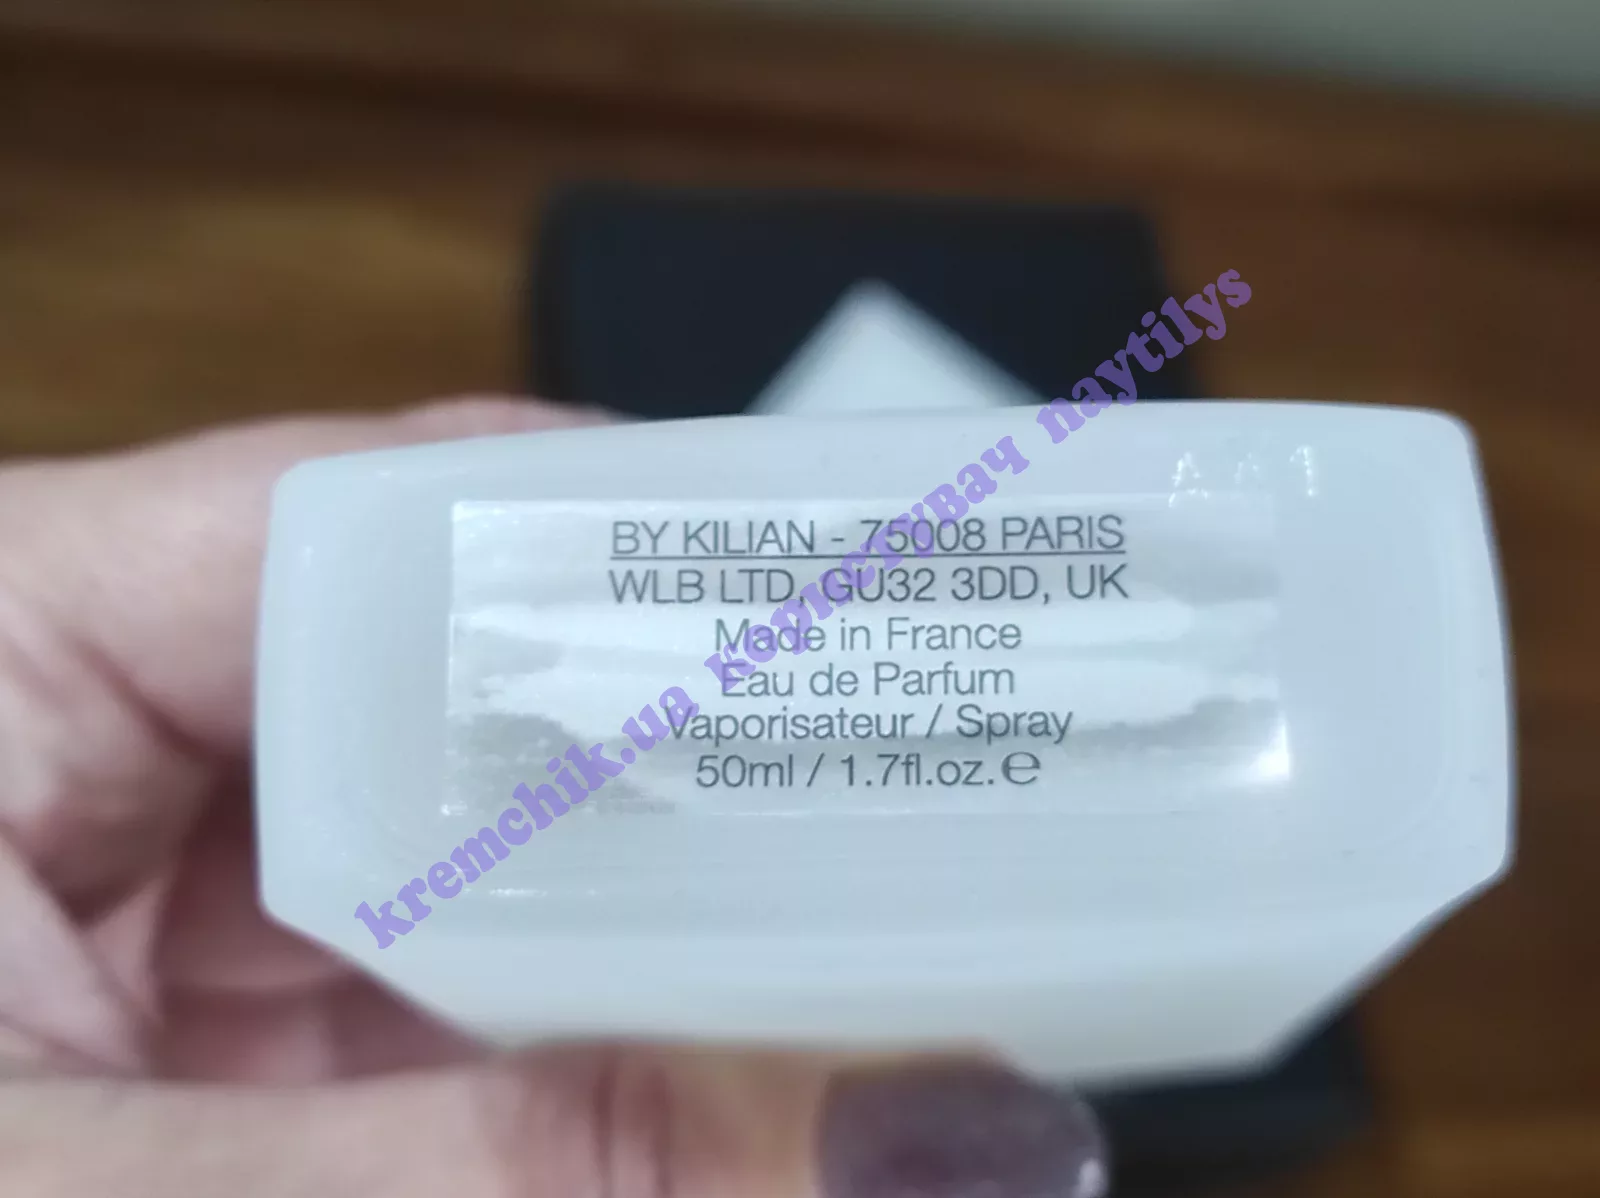 A41
BY KILIAN - 75008 PARIS
WLB LTD, GU32 3DD, UK
Made in France
Eau de Parfum
Vaporisateur / Spray
50ml / 1.7fl.oz.℮
kremchik.ua користувач naytilys